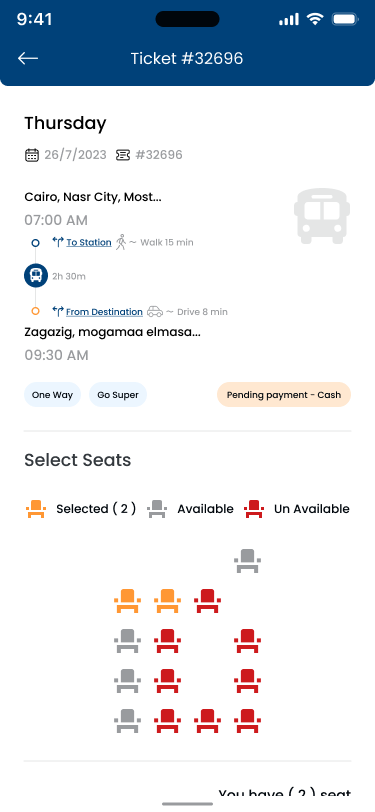 9:41
Ticket #32696
Thursday
26/7/2023 #32696
Cairo, Nasr City, Most...
07:00 AM
To Station ~ Walk 15 min
2h 30m
From Destination ~ Drive 8 min
Zagazig, mogamaa elmasa...
09:30 AM
One Way Go Super Pending payment - Cash
Select Seats
Selected ( 2 ) Available Un Available
You have ( 2 ) seat